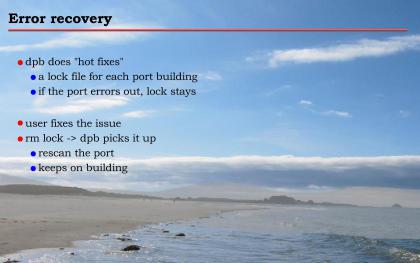 Error recovery
dpb does "hot fixes"
a lock file for each port building
if the port errors out, lock stays
user fixes the issue
rm lock -> dpb picks it up
rescan the port
keeps on building